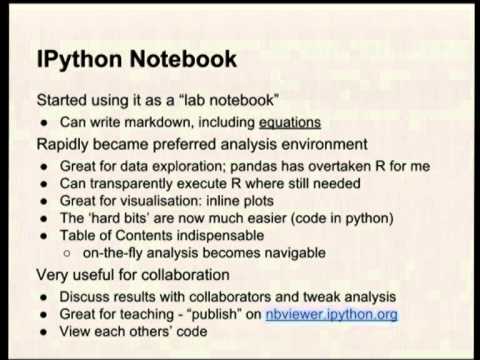 IPython Notebook
Started using it as a “lab notebook”
● Can write markdown, including equations
Rapidly became preferred analysis environment
● Great for data exploration; pandas has overtaken R for me
● Can transparently execute R where still needed
● Great for visualisation: inline plots
● The ‘hard bits’ are now much easier (code in python)
● Table of Contents indispensable
○ on-the-fly analysis becomes navigable
Very useful for collaboration
● Discuss results with collaborators and tweak analysis
● Great for teaching - “publish” on nbviewer.ipython.org
● View each others’ code